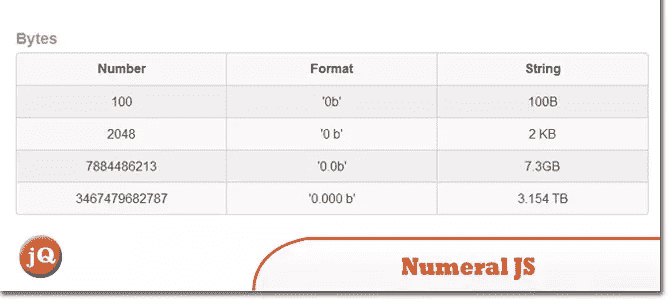 Bytes
Number Format String
100 '0b' 100B
2048 '0 b' 2 KB
7884486213 '0.0b' 7.3GB
3467479682787 '0.000 b' 3.154 TB
jQ
Numeral JS